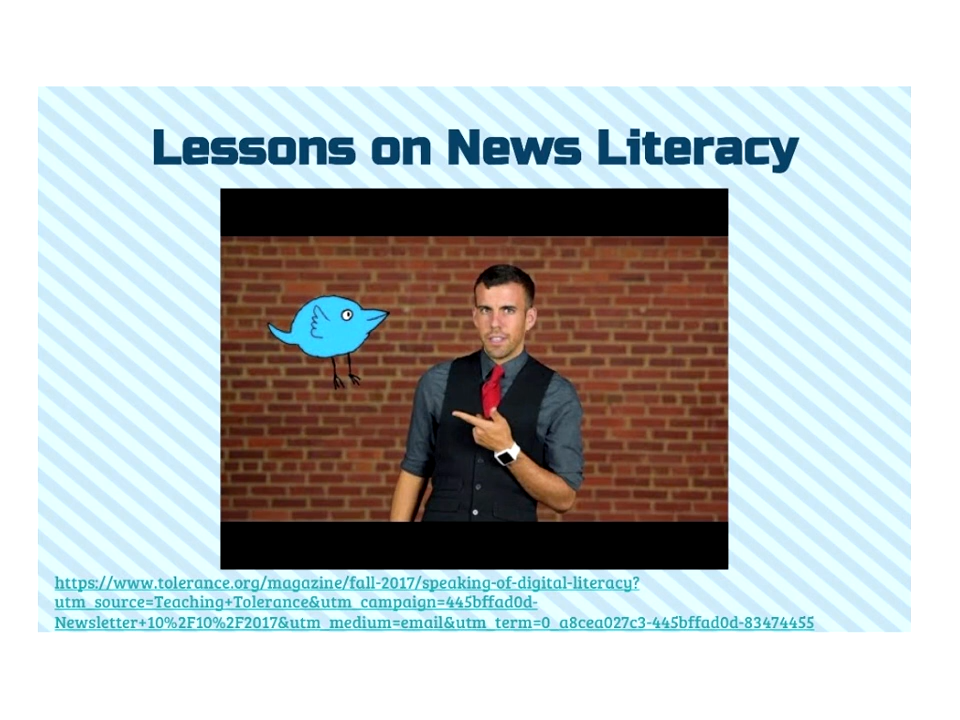 Lessons on News Literacy
https://www.tolerance.org/magazine/fall-2017/speaking-of-digital-literacy?
utm_source=Teaching+Tolerance&utm_campaign=445bffad0d-
Newsletter+10%2F10%2F2017&utm_medium=email&utm_term=0_a8cea027c3-445bffad0d-83474455